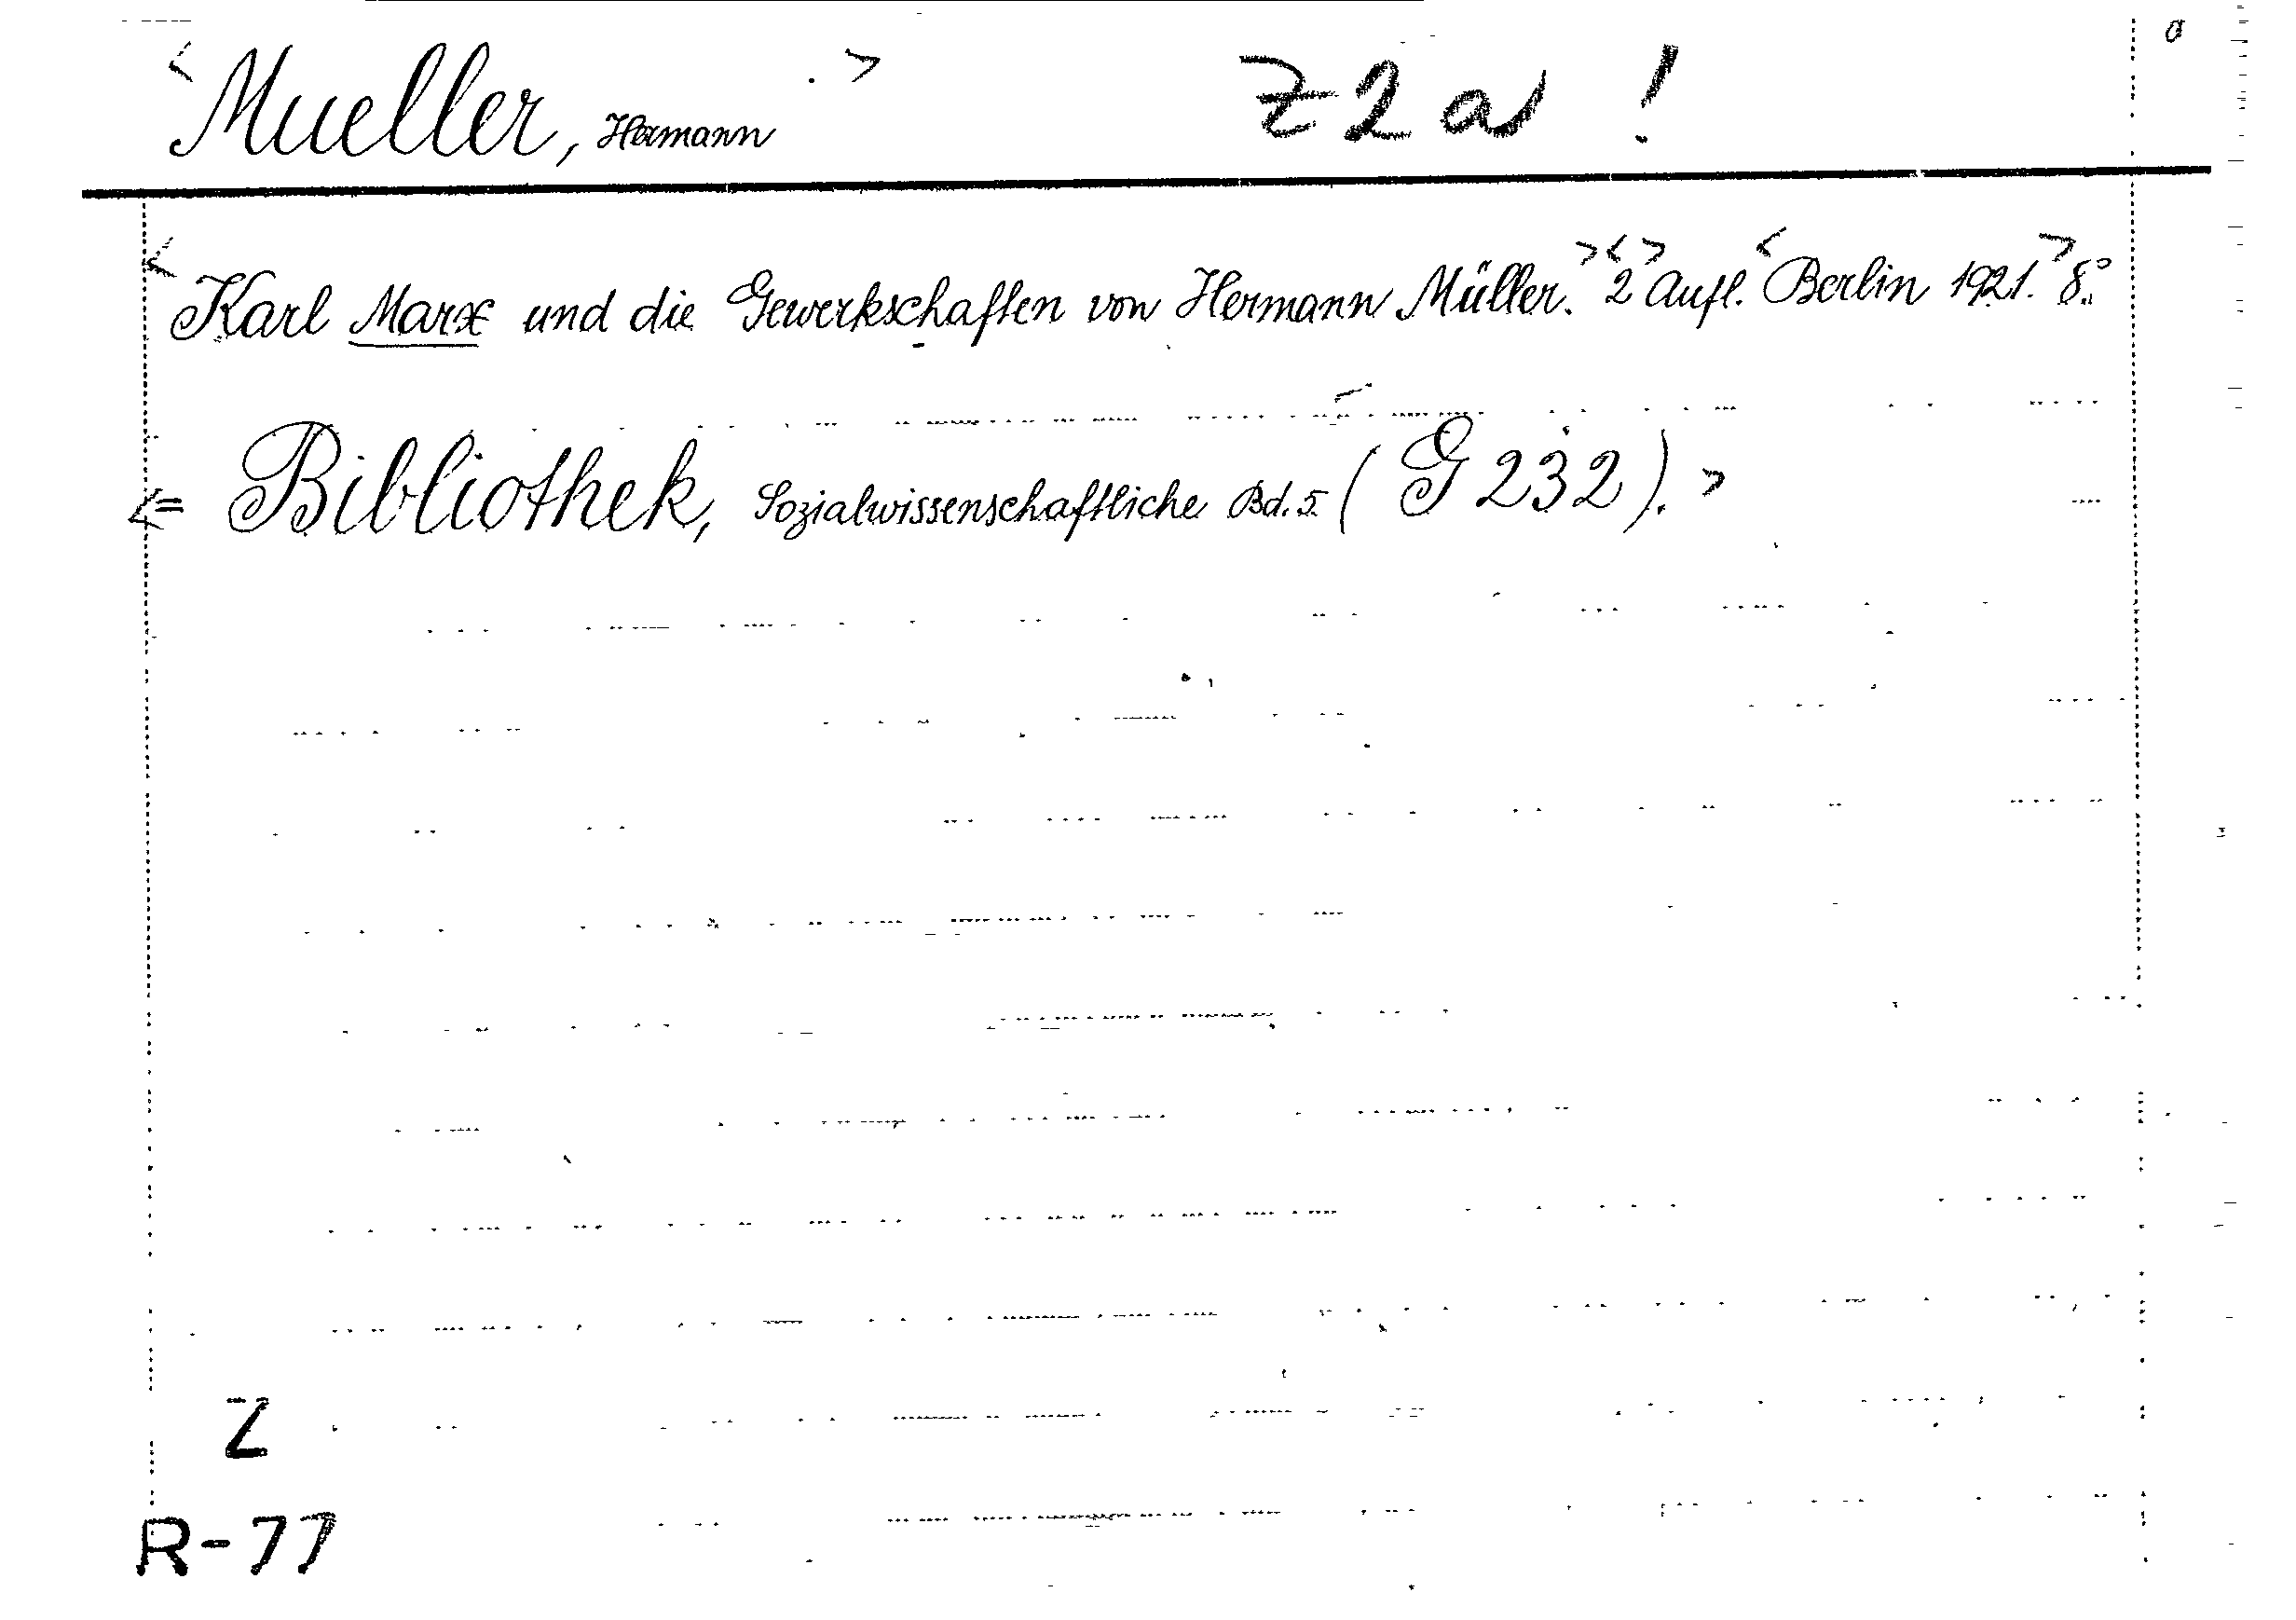 <Mueller, Hermann . > Z2a !
<Karl Marx und die Gewerkschaften von Hermann Müller.> <2> Aufl. <Berlin 1921.> 8°.
<= Bibliothek, Sozialwissenschaftliche Bd. 5. (G 232). >
Z
R-77